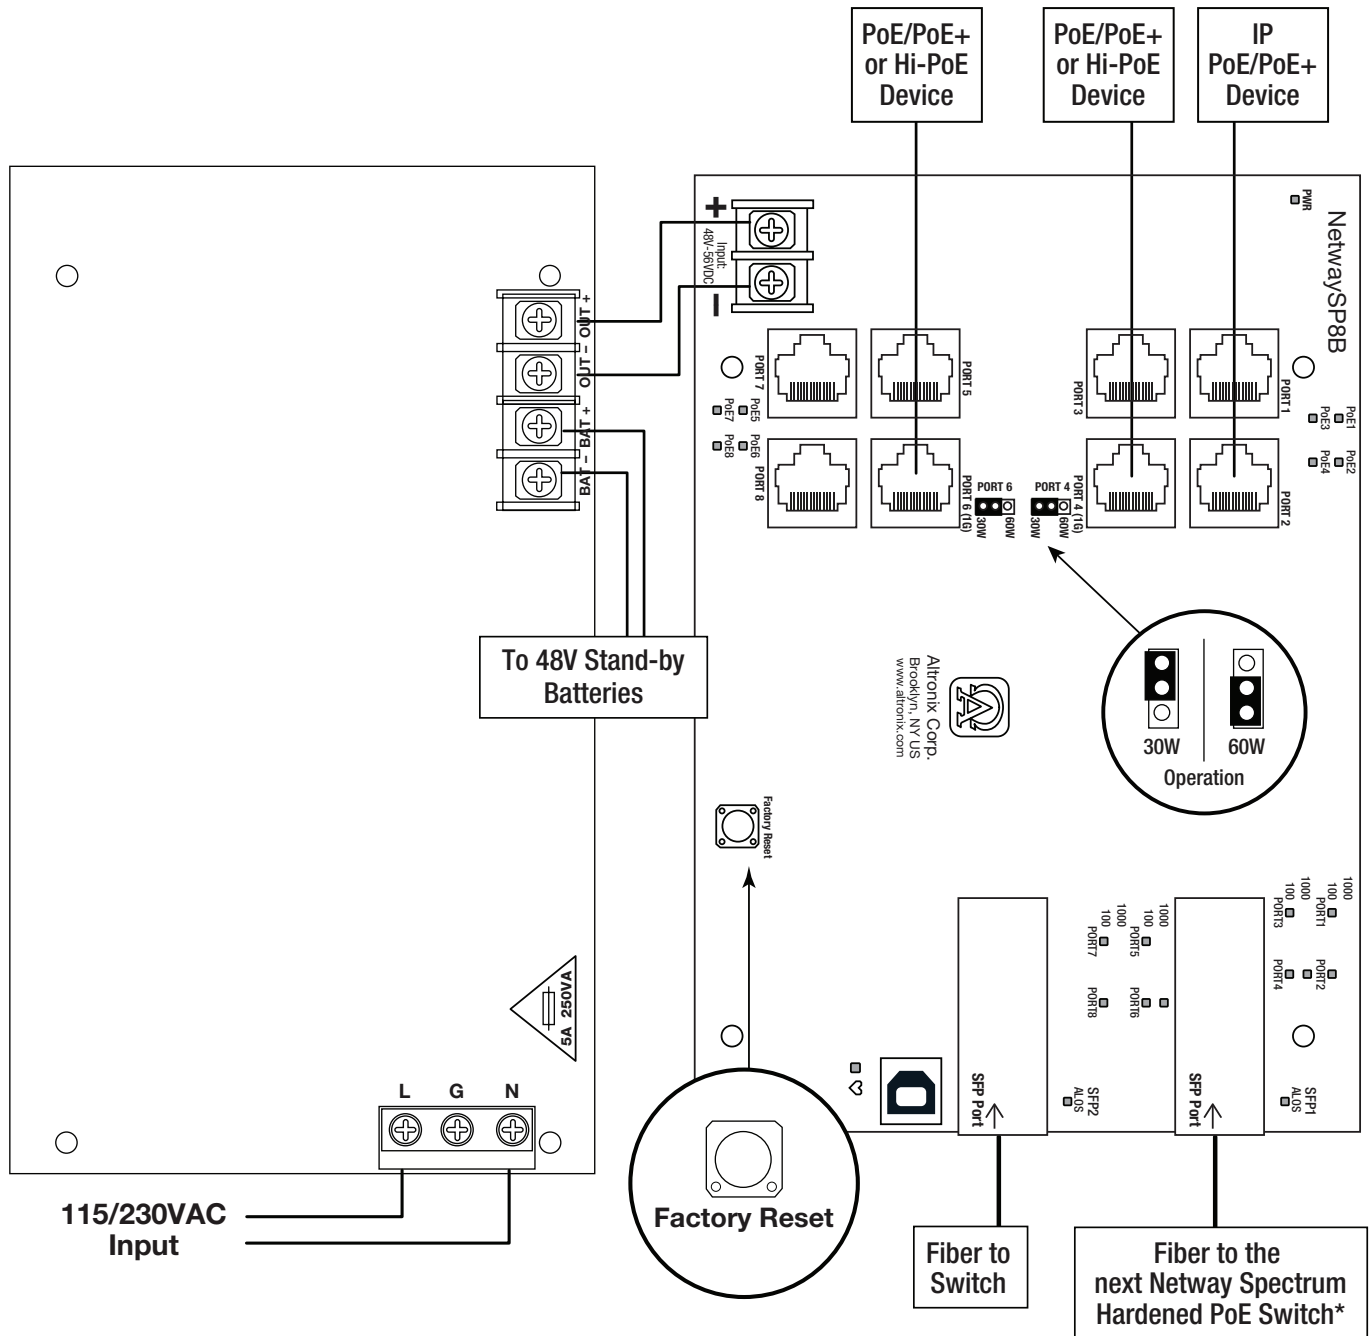 PoE/PoE+
or Hi-PoE
Device
PoE/PoE+
or Hi-PoE
Device
IP
PoE/PoE+
Device
PWR
NetwaySP8B
+
Input:
48V-56VDC
–
OUT +
OUT –
BAT +
BAT –
PORT 7
PORT 5
PORT 3
PORT 1
PoE7
PoE5
PoE8
PoE6
PoE3
PoE1
PoE4
PoE2
PORT 8
PORT 6 (1G)
PORT 6
30W
60W
PORT 4
30W
60W
PORT 4 (1G)
PORT 2
To 48V Stand-by
Batteries
Altronix Corp.
Brooklyn, NY US
www.altronix.com
30W
60W
Operation
Factory Reset
5A 250VA
L
G
N
115/230VAC
Input
Factory Reset
1000
100
PORT7
1000
100
PORT5
PORT8
PORT6
1000
100
PORT3
1000
100
PORT1
PORT4
PORT2
SFP Port
SFP2
ALOS
SFP Port
SFP1
ALOS
Fiber to
Switch
Fiber to the
next Netway Spectrum
Hardened PoE Switch*